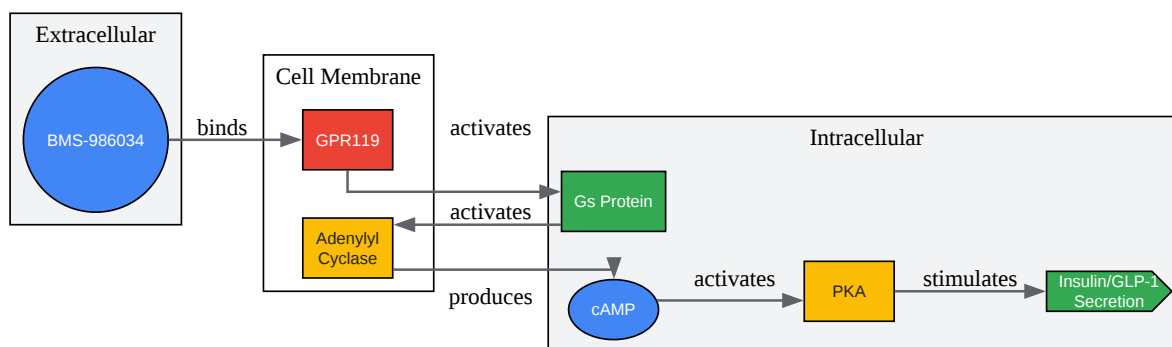 Extracellular
BMS-986034
binds
Cell Membrane
GPR119
activates
Intracellular
Gs Protein
activates
Adenylyl
Cyclase
produces
cAMP
activates
PKA
stimulates
Insulin/GLP-1
Secretion